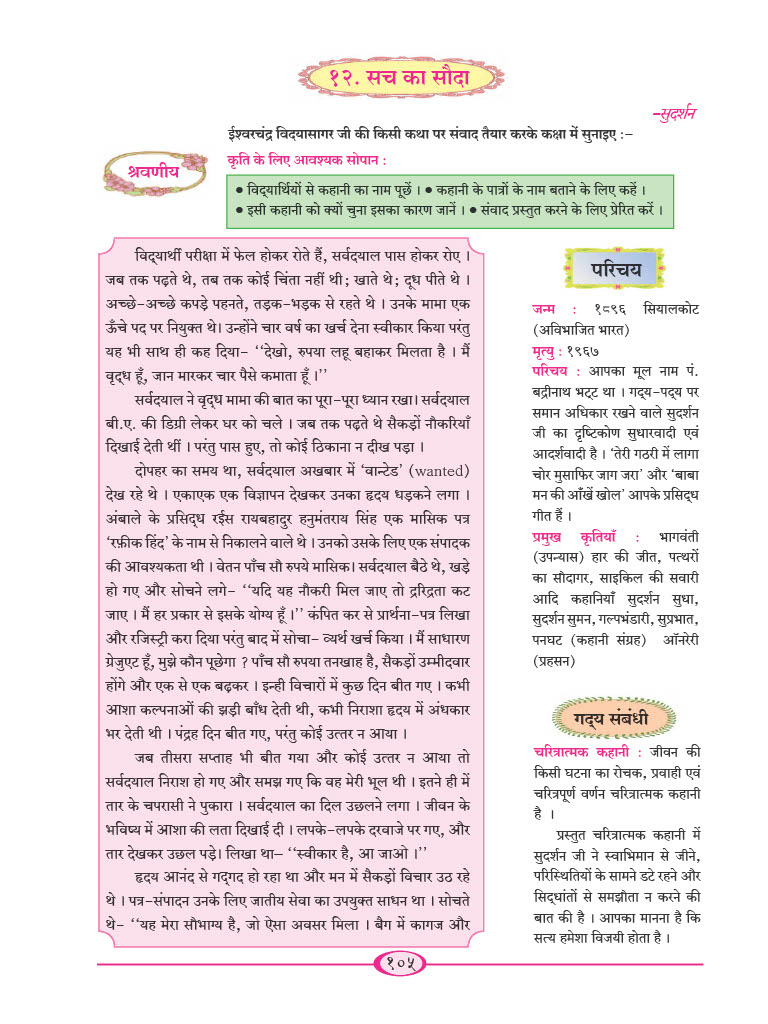 १२. सच का सौदा
–सुदर्शन
ईश्वरचंद्र विद्यासागर जी की किसी कथा पर संवाद तैयार करके कक्षा में सुनाइए :–
श्रवणीय
कृति के लिए आवश्यक सोपान :
• विद्यार्थियों से कहानी का नाम पूछें । • कहानी के पात्रों के नाम बताने के लिए कहें ।
• इसी कहानी को क्यों चुना इसका कारण जानें । • संवाद प्रस्तुत करने के लिए प्रेरित करें ।
विद्यार्थी परीक्षा में फेल होकर रोते हैं, सर्वदयाल पास होकर रोए ।
जब तक पढ़ते थे, तब तक कोई चिंता नहीं थी; खाते थे; दूध पीते थे ।
अच्छे-अच्छे कपड़े पहनते, तड़क-भड़क से रहते थे । उनके मामा एक
ऊँचे पद पर नियुक्त थे। उन्होंने चार वर्ष का खर्च देना स्वीकार किया परंतु
यह भी साथ ही कह दिया– ‘‘देखो, रुपया लहू बहाकर मिलता है । मैं
वृद्ध हूँ, जान मारकर चार पैसे कमाता हूँ ।’’
सर्वदयाल ने वृद्ध मामा की बात का पूरा-पूरा ध्यान रखा। सर्वदयाल
बी.ए. की डिग्री लेकर घर को चले । जब तक पढ़ते थे सैकड़ों नौकरियाँ
दिखाई देती थीं । परंतु पास हुए, तो कोई ठिकाना न दीख पड़ा ।
दोपहर का समय था, सर्वदयाल अखबार में ‘वान्टेड’ (wanted)
देख रहे थे । एकाएक एक विज्ञापन देखकर उनका हृदय धड़कने लगा ।
अंबाले के प्रसिद्ध रईस रायबहादुर हनुमंतराय सिंह एक मासिक पत्र
‘रफ़ीक हिंद’ के नाम से निकालने वाले थे । उनको उसके लिए एक संपादक
की आवश्यकता थी । वेतन पाँच सौ रुपये मासिक। सर्वदयाल बैठे थे, खड़े
हो गए और सोचने लगे– ‘‘यदि यह नौकरी मिल जाए तो द्ररिद्रता कट
जाए । मैं हर प्रकार से इसके योग्य हूँ ।’’ कंपित कर से प्रार्थना-पत्र लिखा
और रजिस्ट्री करा दिया परंतु बाद में सोचा– व्यर्थ खर्च किया । मैं साधारण
ग्रेजुएट हूँ, मुझे कौन पूछेगा ? पाँच सौ रुपया तनखाह है, सैकड़ों उम्मीदवार
होंगे और एक से एक बढ़कर । इन्ही विचारों में कुछ दिन बीत गए । कभी
आशा कल्पनाओं की झड़ी बाँध देती थी, कभी निराशा हृदय में अंधकार
भर देती थी । पंद्रह दिन बीत गए, परंतु कोई उत्तर न आया ।
जब तीसरा सप्ताह भी बीत गया और कोई उत्तर न आया तो
सर्वदयाल निराश हो गए और समझ गए कि वह मेरी भूल थी । इतने ही में
तार के चपरासी ने पुकारा । सर्वदयाल का दिल उछलने लगा । जीवन के
भविष्य में आशा की लता दिखाई दी । लपके-लपके दरवाजे पर गए, और
तार देखकर उछल पड़े। लिखा था– ‘‘स्वीकार है, आ जाओ ।’’
हृदय आनंद से गद्गद हो रहा था और मन में सैकड़ों विचार उठ रहे
थे । पत्र-संपादन उनके लिए जातीय सेवा का उपयुक्त साधन था । सोचते
थे- ‘‘यह मेरा सौभाग्य है, जो ऐसा अवसर मिला । बैग में कागज और
परिचय
जन्म : १८९६ सियालकोट
(अविभाजित भारत)
मृत्यु : १९६७
परिचय : आपका मूल नाम पं.
बद्रीनाथ भट्ट था । गद्य-पद्य पर
समान अधिकार रखने वाले सुदर्शन
जी का दृष्टिकोण सुधारवादी एवं
आदर्शवादी है । ‘तेरी गठरी में लागा
चोर मुसाफिर जाग जरा’ और ‘बाबा
मन की आँखें खोल’ आपके प्रसिद्ध
गीत हैं ।
प्रमुख कृतियाँ : भागवंती
(उपन्यास) हार की जीत, पत्थरों
का सौदागर, साइकिल की सवारी
आदि कहानियाँ सुदर्शन सुधा,
सुदर्शन सुमन, गल्पभंडारी, सुप्रभात,
पनघट (कहानी संग्रह) ऑनरेरी
(प्रहसन)
गद्य संबंधी
चरित्रात्मक कहानी : जीवन की
किसी घटना का रोचक, प्रवाही एवं
चरित्रपूर्ण वर्णन चरित्रात्मक कहानी
है ।
प्रस्तुत चरित्रात्मक कहानी में
सुदर्शन जी ने स्वाभिमान से जीने,
परिस्थितियों के सामने डटे रहने और
सिद्धांतों से समझौता न करने की
बात की है । आपका मानना है कि
सत्य हमेशा विजयी होता है ।
१०५